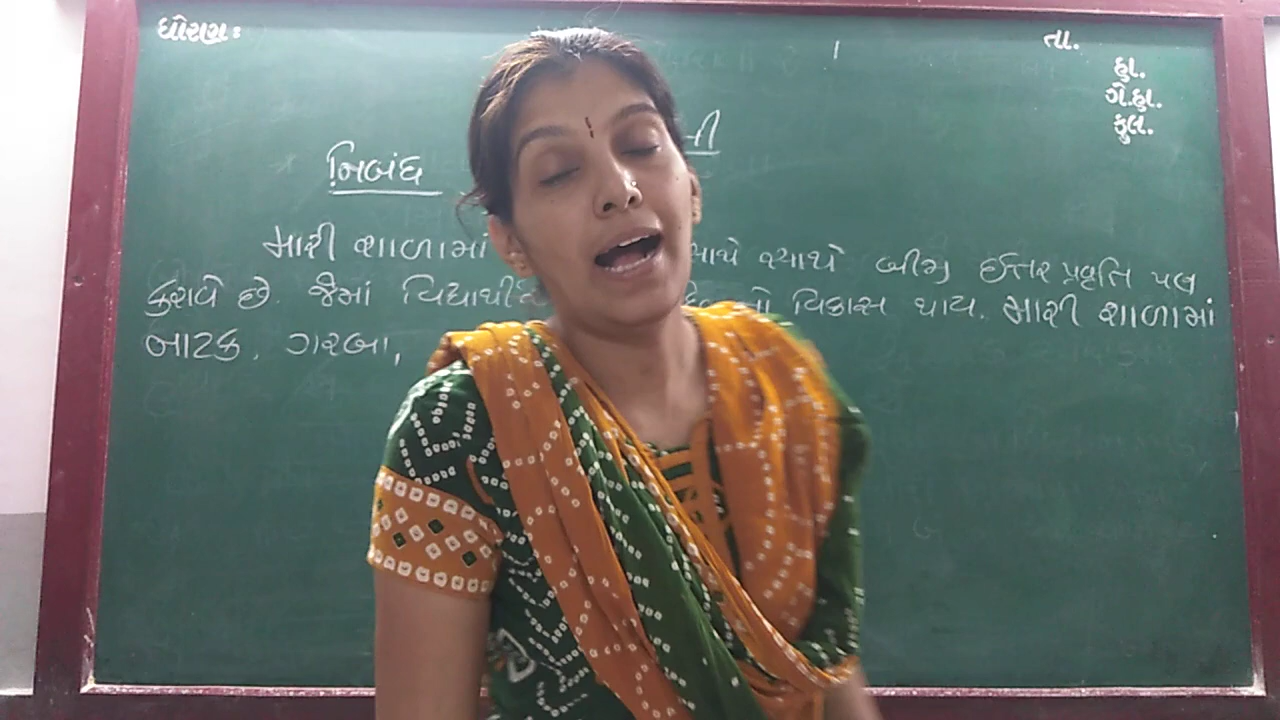 ધોરણઃ
તા.
હા.
ગે.હા.
કુલ.
નિબંધ
મારી શાળામાં સાથે સાથે બીજી ઈત્તર પ્રવૃતિ પણ
કરાવે છે. જેમાં વિદ્યાર્થી નો વિકાસ થાય. મારી શાળામાં
નાટક, ગરબા,